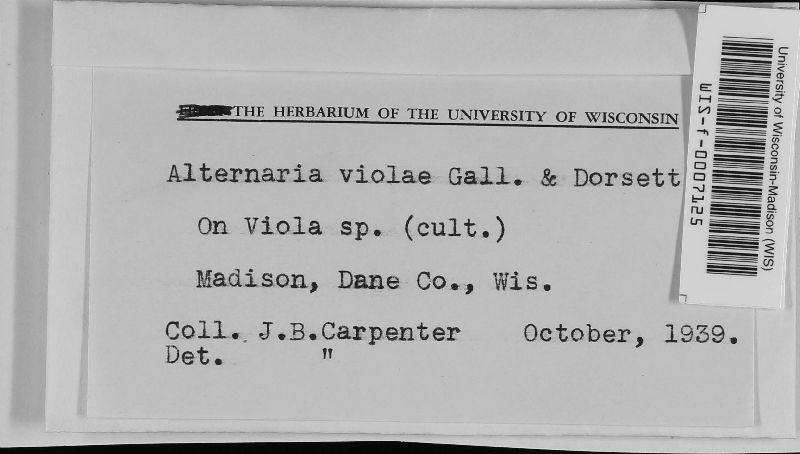 THE HERBARIUM OF THE UNIVERSITY OF WISCONSIN
Alternaria violae Gall. & Dorsett
On Viola sp. (cult.)
Madison, Dane Co., Wis.
Coll. J.B.Carpenter October, 1939.
Det. "
University of Wisconsin-Madison (WIS)
WIS-f-0007125